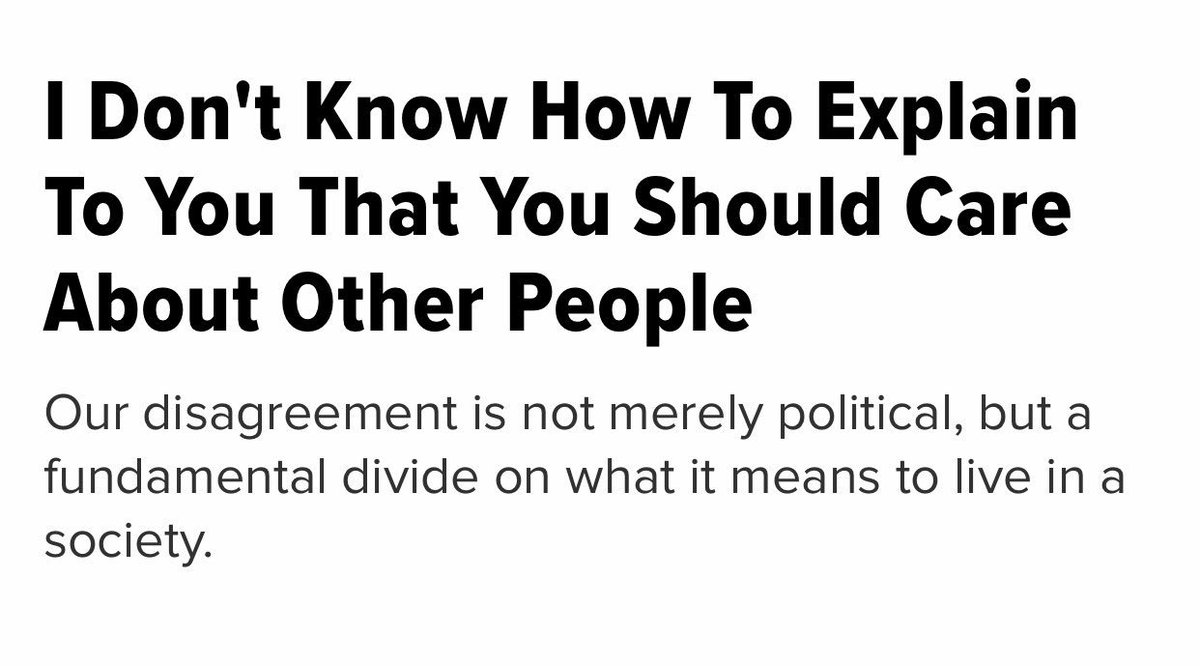 I Don't Know How To Explain
To You That You Should Care
About Other People
Our disagreement is not merely political, but a
fundamental divide on what it means to live in a
society.